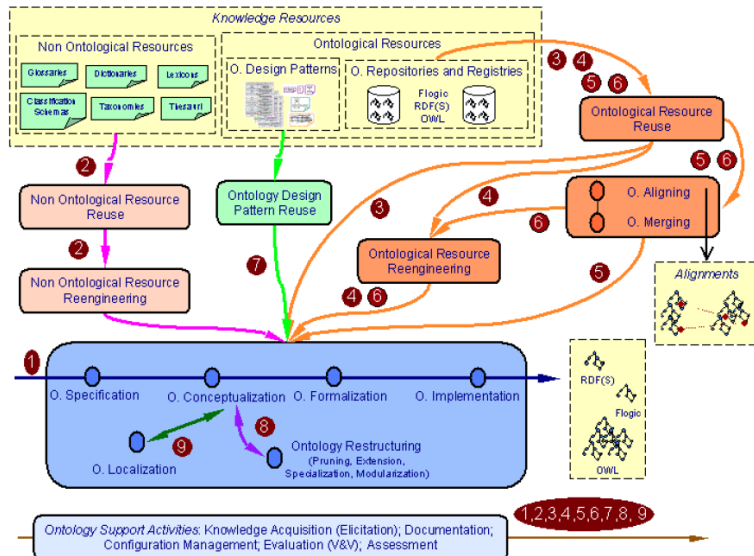 Knowledge Resources
Non Ontological Resources
Glossaries
Dictionaries
Lexicons
Classification
Schemas
Taxonomies
Thesauri
Ontological Resources
O. Design Patterns
O. Repositories and Registries
Flogic
RDF(S)
OWL
3 4
5 6
Ontological Resource
Reuse
2
Non Ontological Resource
Reuse
2
Non Ontological Resource
Reengineering
Ontology Design
Pattern Reuse
7
3
4
5 6
6
O. Aligning
O. Merging
Ontological Resource
Reengineering
4 6
5
Alignments
1
O. Specification
O. Conceptualization
O. Formalization
O. Implementation
9
8
O. Localization
Ontology Restructuring
(Pruning, Extension,
Specialization, Modularization)
RDF(S)
Flogic
OWL
1,2,3,4,5,6,7,8, 9
Ontology Support Activities: Knowledge Acquisition (Elicitation); Documentation;
Configuration Management; Evaluation (V&V); Assessment